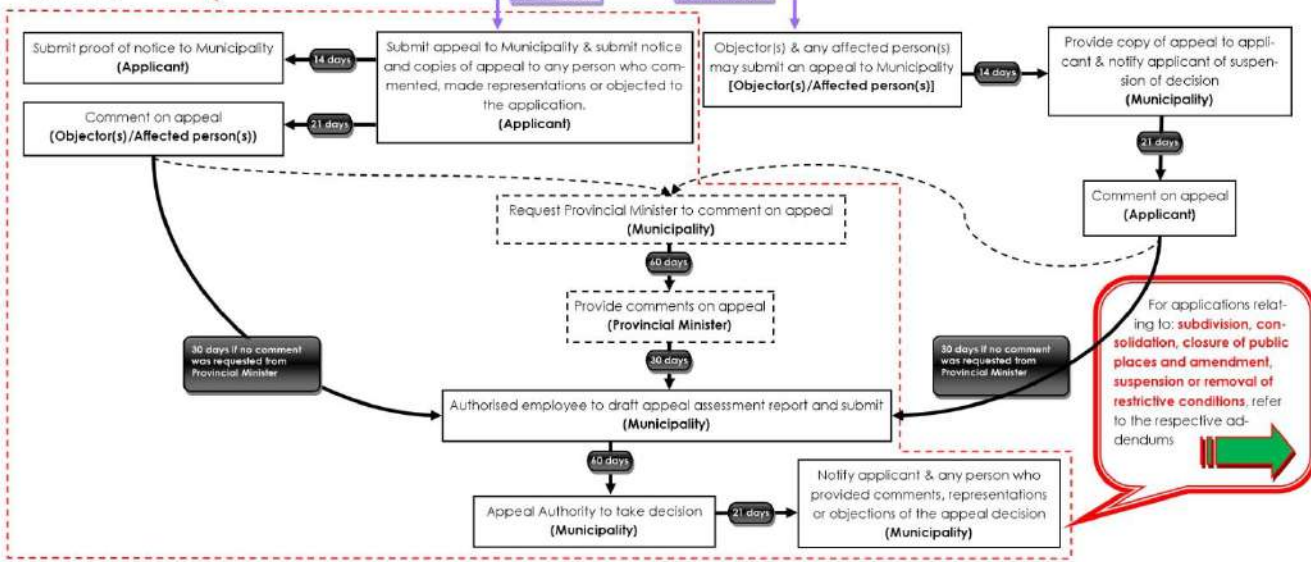 Submit proof of notice to Municipality
(Applicant)
14 days
Submit appeal to Municipality & submit notice
and copies of appeal to any person who com-
mented, made representations or objected to
the application.
(Applicant)
Comment on appeal
(Objector(s)/Affected person(s))
21 days
Objector(s) & any affected person(s)
may submit an appeal to Municipality
[Objector(s)/Affected person(s)]
14 days
Provide copy of appeal to appli-
cant & notify applicant of suspen-
sion of decision
(Municipality)
21 days
Comment on appeal
(Applicant)
Request Provincial Minister to comment on appeal
(Municipality)
60 days
Provide comments on appeal
(Provincial Minister)
30 days
30 days if no comment
was requested from
Provincial Minister
30 days if no comment
was requested from
Provincial Minister
For applications relat-
ing to: subdivision, con-
solidation, closure of public
places and amendment,
suspension or removal of
restrictive conditions, refer
to the respective ad-
dendums
Authorised employee to draft appeal assessment report and submit
(Municipality)
60 days
Appeal Authority to take decision
(Municipality)
21 days
Notify applicant & any person who
provided comments, representations
or objections of the appeal decision
(Municipality)